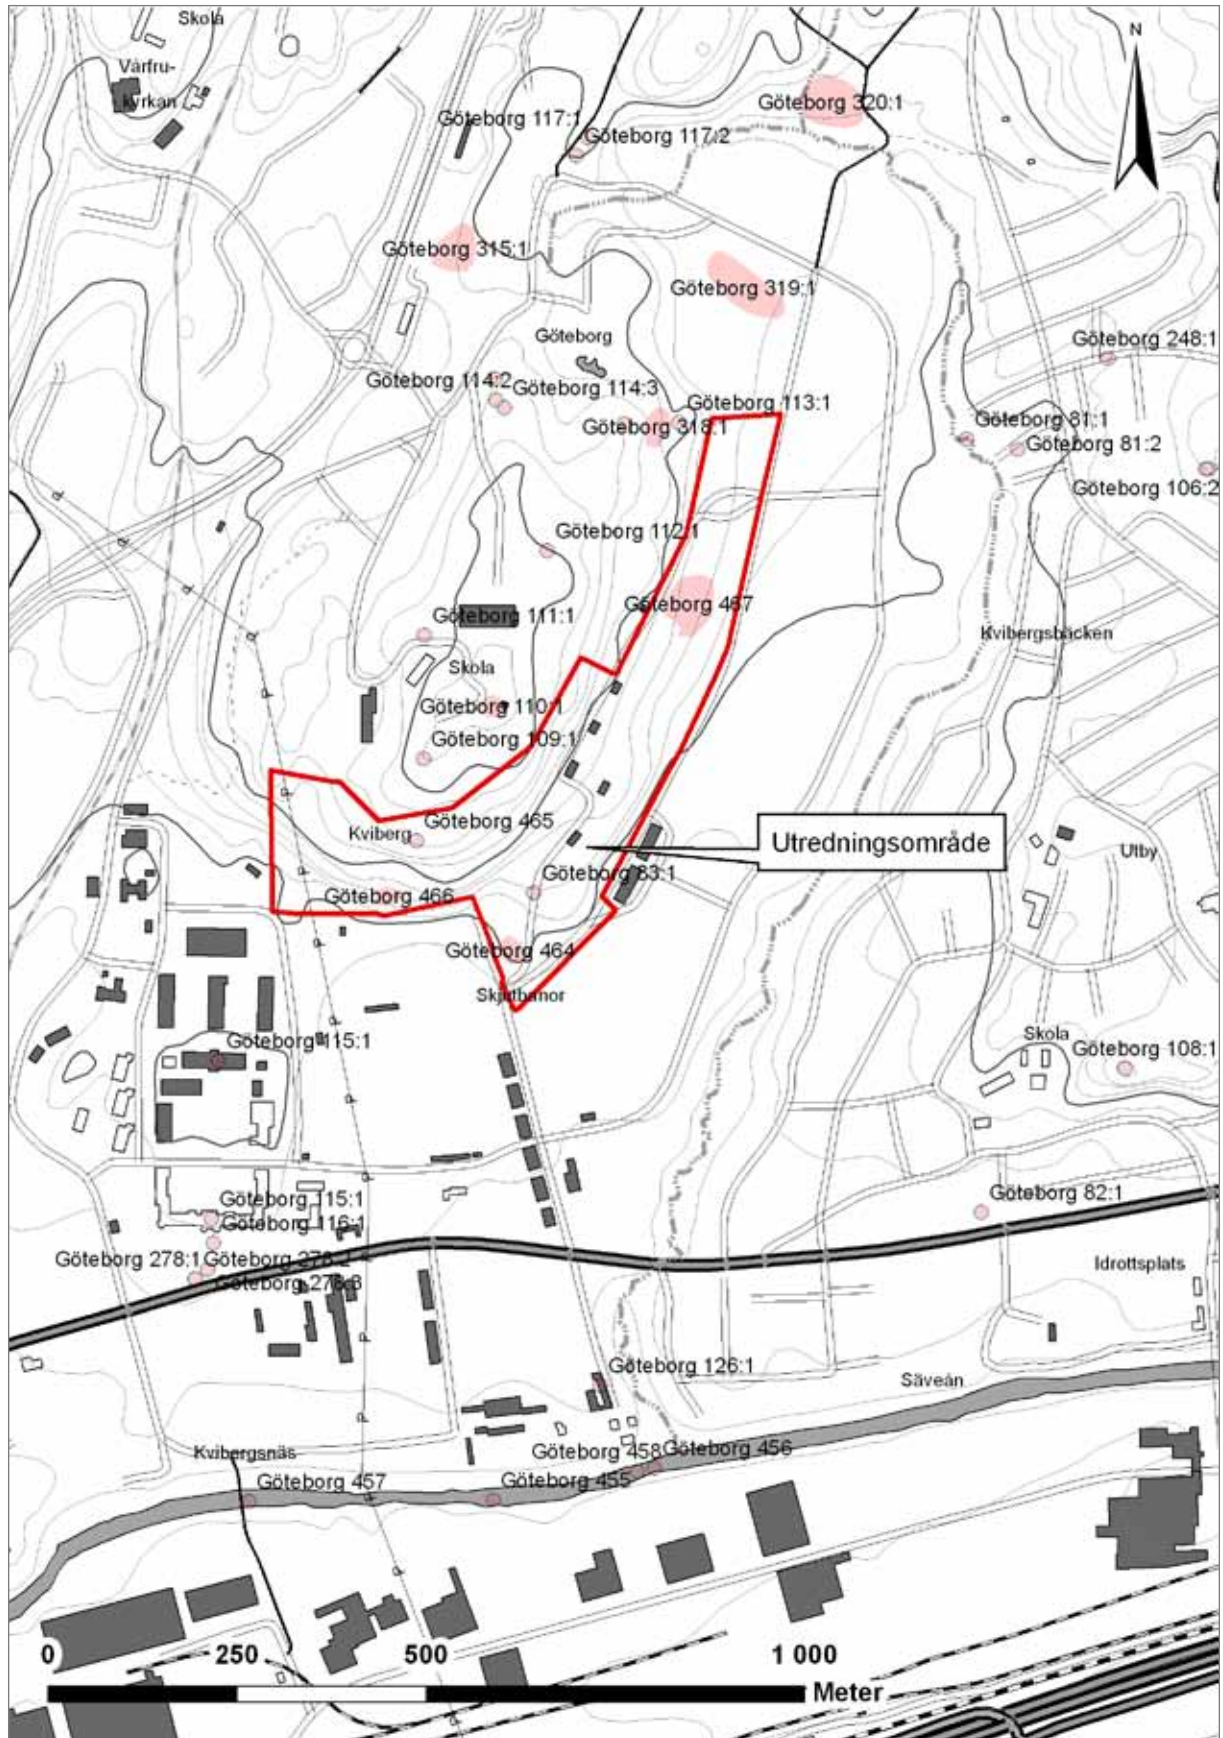 Skola
N
Vårfru-
kyrkan
Göteborg 320:1
Göteborg 117:1
Göteborg 117:2
Göteborg 315:1
Göteborg 319:1
Göteborg
Göteborg 248:1
Göteborg 114:2
Göteborg 114:3
Göteborg 113:1
Göteborg 318:1
Göteborg 81:1
Göteborg 81:2
Göteborg 106:2
Göteborg 112:1
Göteborg 467
Göteborg 111:1
Kvibergsbäcken
Skola
Göteborg 110:1
Göteborg 109:1
Göteborg 465
Kviberg
Utredningsområde
Utby
Göteborg 83:1
Göteborg 466
Göteborg 464
Skjutbanor
Skola
Göteborg 115:1
Göteborg 108:1
Göteborg 115:1
Göteborg 82:1
Göteborg 116:1
Göteborg 278:1
Göteborg 278:2
Göteborg 278:3
Idrottsplats
Göteborg 126:1
Säveån
Kvibergsnäs
Göteborg 458
Göteborg 456
Göteborg 457
Göteborg 455
0 250 500 1 000
Meter